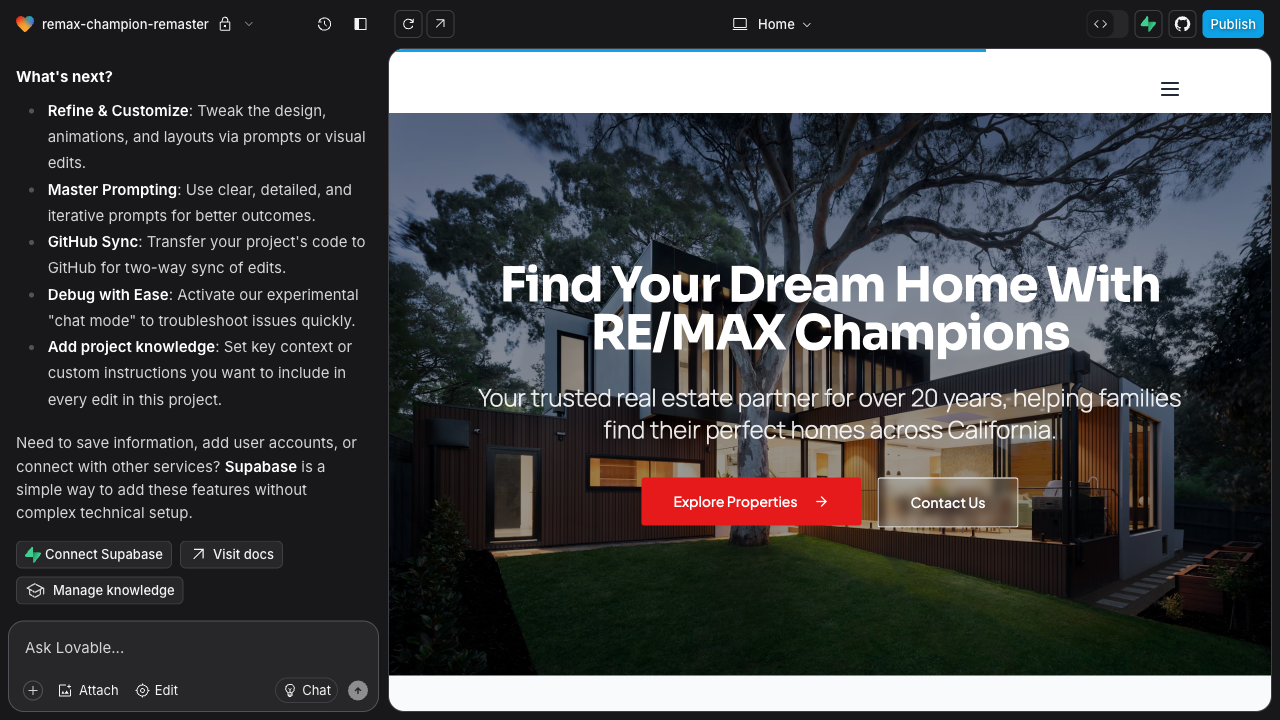 remax-champion-remaster
Home
Publish
What's next?
Refine & Customize: Tweak the design,
animations, and layouts via prompts or visual
edits.
Master Prompting: Use clear, detailed, and
iterative prompts for better outcomes.
GitHub Sync: Transfer your project's code to
GitHub for two-way sync of edits.
Debug with Ease: Activate our experimental
"chat mode" to troubleshoot issues quickly.
Add project knowledge: Set key context or
custom instructions you want to include in
every edit in this project.
Need to save information, add user accounts, or
connect with other services? Supabase is a
simple way to add these features without
complex technical setup.
Connect Supabase
Visit docs
Manage knowledge
Ask Lovable...
Attach
Edit
Chat
Find Your Dream Home With
RE/MAX Champions
Your trusted real estate partner for over 20 years, helping families
find their perfect homes across California.
Explore Properties
Contact Us